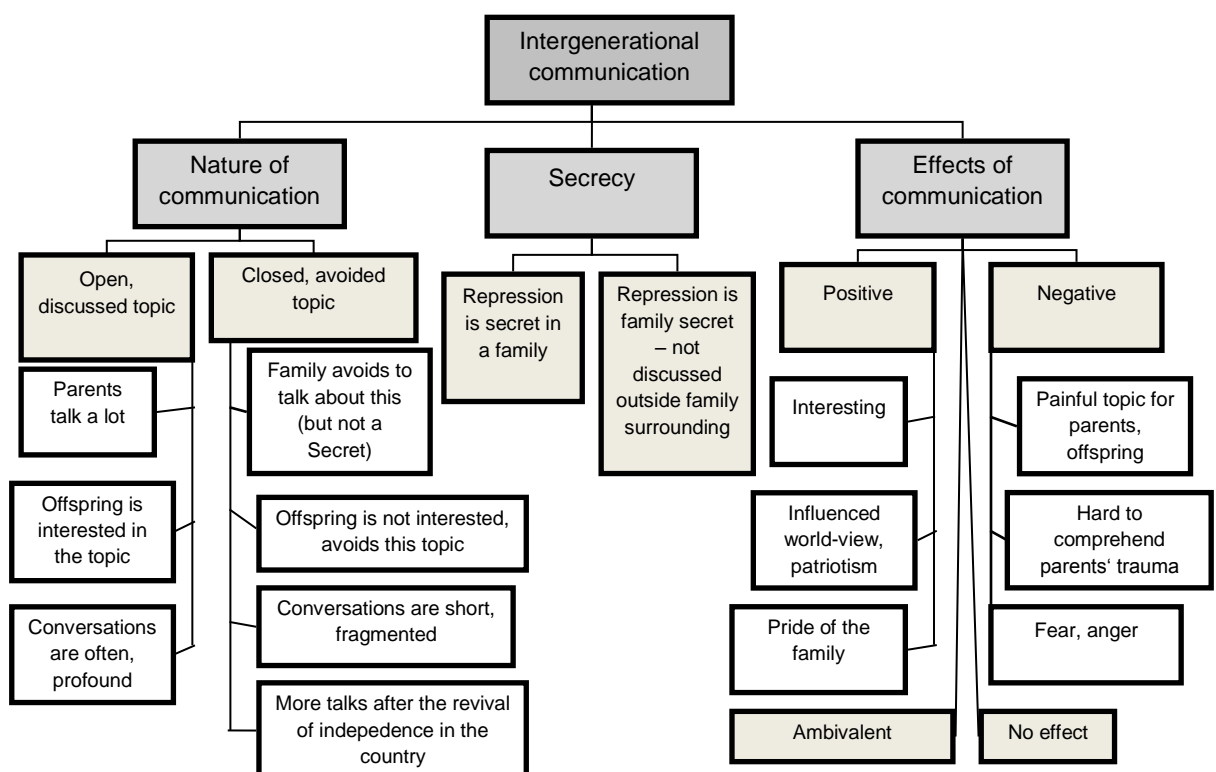 Intergenerational
communication
Nature of
communication
Secrecy
Effects of
communication
Open,
discussed topic
Closed, avoided
topic
Repression
is secret in
a family
Repression is
family secret
– not
discussed
outside family
surrounding
Positive
Negative
Parents
talk a lot
Family avoids to
talk about this
(but not a
Secret)
Interesting
Painful topic for
parents,
offspring
Offspring is
interested in
the topic
Offspring is not interested,
avoids this topic
Influenced
world-view,
patriotism
Hard to
comprehend
parents‘ trauma
Conversations
are often,
profound
Conversations are short,
fragmented
Pride of the
family
Fear, anger
More talks after the revival
of indepedence in the
country
Ambivalent
No effect